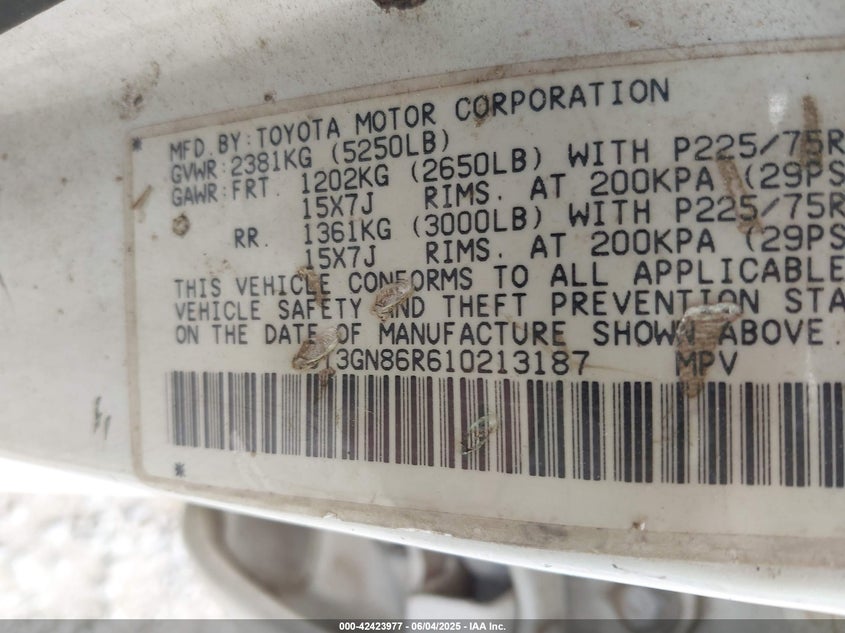 *
MFD. BY: TOYOTA MOTOR CORPORATION
GVWR: 2381KG (5250LB)
GAWR: FRT. 1202KG (2650LB) WITH P225/75R
15X7J RIMS. AT 200KPA (29PS
RR. 1361KG (3000LB) WITH P225/75R
15X7J RIMS. AT 200KPA (29PS
THIS VEHICLE CONFORMS TO ALL APPLICABLE
VEHICLE SAFETY AND THEFT PREVENTION STA
ON THE DATE OF MANUFACTURE SHOWN ABOVE.
3GN86R610213187 MPV
*
000-42423977 - 06/04/2025 - IAA Inc.